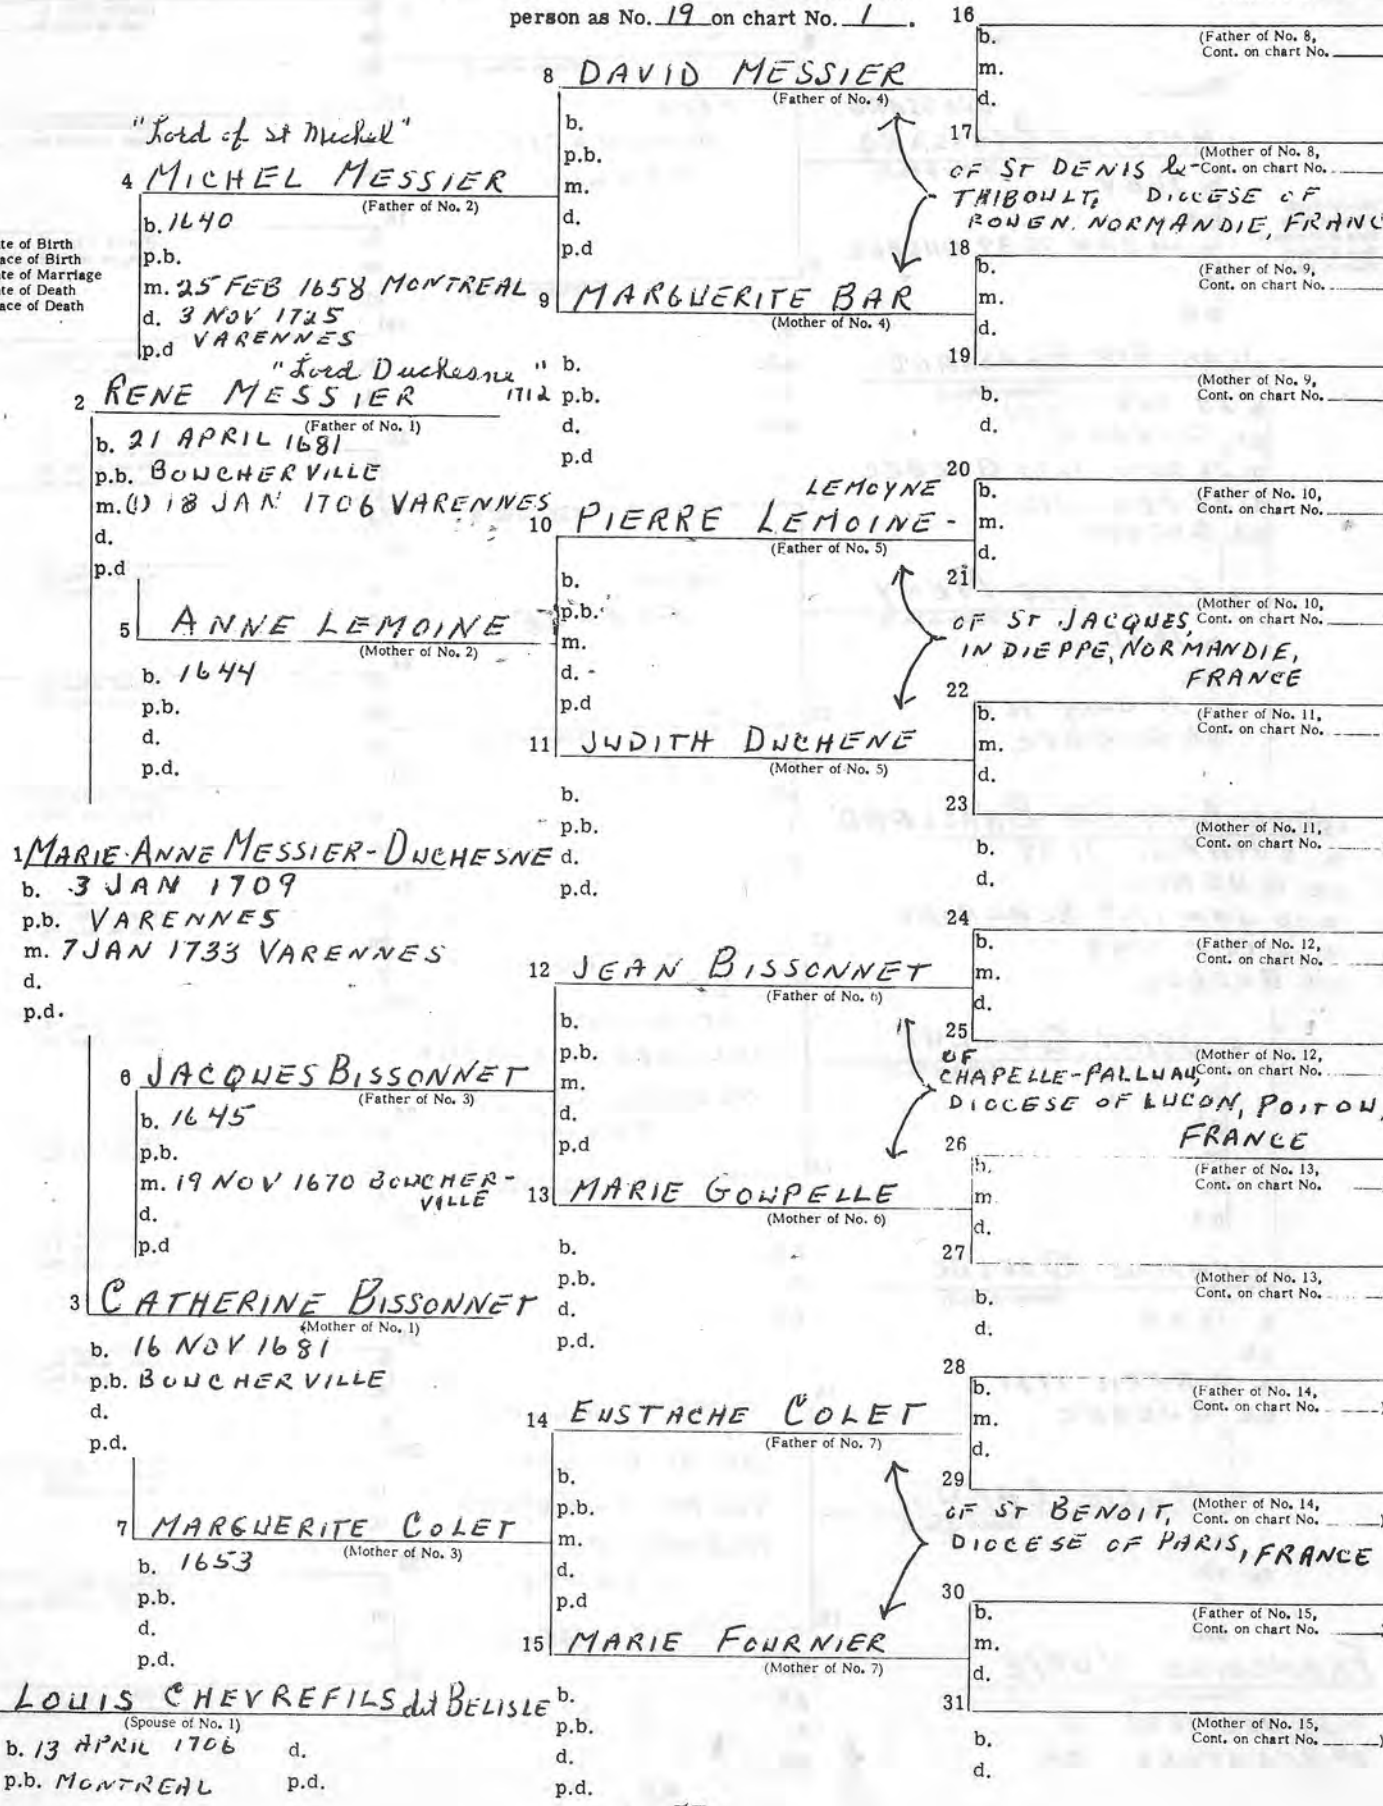 person as No. 19 on chart No. 1.
16
b.
(Father of No. 8,
Cont. on chart No.
m.
d.
8 DAVID MESSIER
(Father of No. 4)
b.
p.b.
m.
d.
p.d
17
(Mother of No. 8,
Cont. on chart No.
OF ST DENIS &
THIBOULT, DIOCESE OF
ROUEN. NORMANDIE, FRANC
"Lord of St Michel"
4 MICHEL MESSIER
(Father of No. 2)
b. 1640
p.b.
m. 25 FEB 1658 MONTREAL
d. 3 NOV 1725
p.d VARENNES
te of Birth
ace of Birth
te of Marriage
te of Death
ace of Death
18
b.
(Father of No. 9,
Cont. on chart No.
m.
d.
9 MARGUERITE BAR
(Mother of No. 4)
b.
p.b.
d.
p.d
19
(Mother of No. 9,
Cont. on chart No.
b.
d.
"Lord Duchesne"
1712
2 RENE MESSIER
(Father of No. 1)
b. 21 APRIL 1681
p.b. BOUCHERVILLE
m. (1) 18 JAN 1706 VARENNES
d.
p.d
20
b.
(Father of No. 10,
Cont. on chart No.
m.
d.
LEMOYNE
10 PIERRE LEMOINE -
(Father of No. 5)
b.
p.b.
m.
d. -
p.d
21
(Mother of No. 10,
Cont. on chart No.
OF ST JACQUES,
IN DIEPPE, NORMANDIE,
FRANCE
5 ANNE LEMOINE
(Mother of No. 2)
b. 1644
p.b.
d.
p.d.
22
b.
(Father of No. 11,
Cont. on chart No.
m.
d.
11 JUDITH DUCHENE
(Mother of No. 5)
b.
p.b.
d.
p.d.
23
(Mother of No. 11,
Cont. on chart No.
b.
d.
1 MARIE-ANNE MESSIER-DUCHESNE
b. 3 JAN 1709
p.b. VARENNES
m. 7 JAN 1733 VARENNES
d.
p.d.
24
b.
(Father of No. 12,
Cont. on chart No.
m.
d.
12 JEAN BISSONNET
(Father of No. 6)
b.
p.b.
m.
d.
p.d
25
(Mother of No. 12,
Cont. on chart No.
OF
CHAPELLE-PALLUAU,
DIOCESE OF LUCON, POITOU,
FRANCE
6 JACQUES BISSONNET
(Father of No. 3)
b. 1645
p.b.
m. 19 NOV 1670 BOUCHER-
VILLE
d.
p.d
26
b.
(Father of No. 13,
Cont. on chart No.
m.
d.
13 MARIE GOUPELLE
(Mother of No. 6)
b.
p.b.
d.
p.d.
27
(Mother of No. 13,
Cont. on chart No.
b.
d.
3 CATHERINE BISSONNET
(Mother of No. 1)
b. 16 NOV 1681
p.b. BOUCHERVILLE
d.
p.d.
28
b.
(Father of No. 14,
Cont. on chart No.
m.
d.
14 EUSTACHE COLET
(Father of No. 7)
b.
p.b.
m.
d.
p.d
29
(Mother of No. 14,
Cont. on chart No. )
OF ST BENOIT,
DIOCESE OF PARIS, FRANCE
7 MARGUERITE COLET
(Mother of No. 3)
b. 1653
p.b.
d.
p.d.
30
b.
(Father of No. 15,
Cont. on chart No.
m.
d.
15 MARIE FOURNIER
(Mother of No. 7)
b.
p.b.
d.
p.d.
31
(Mother of No. 15,
Cont. on chart No. )
b.
d.
LOUIS CHEVREFILS dit BELISLE
(Spouse of No. 1)
b. 13 APRIL 1706 d.
p.b. MONTREAL p.d.